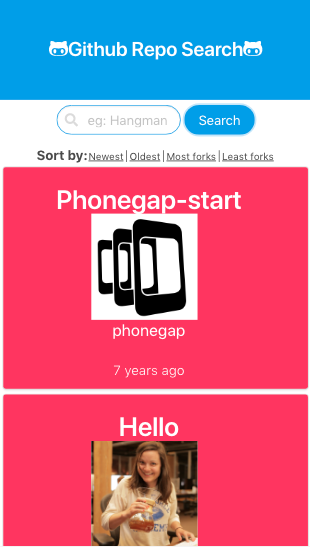 Github Repo Search
eg: Hangman
Search
Sort by: Newest | Oldest | Most forks | Least forks
Phonegap-start
phonegap
7 years ago
Hello